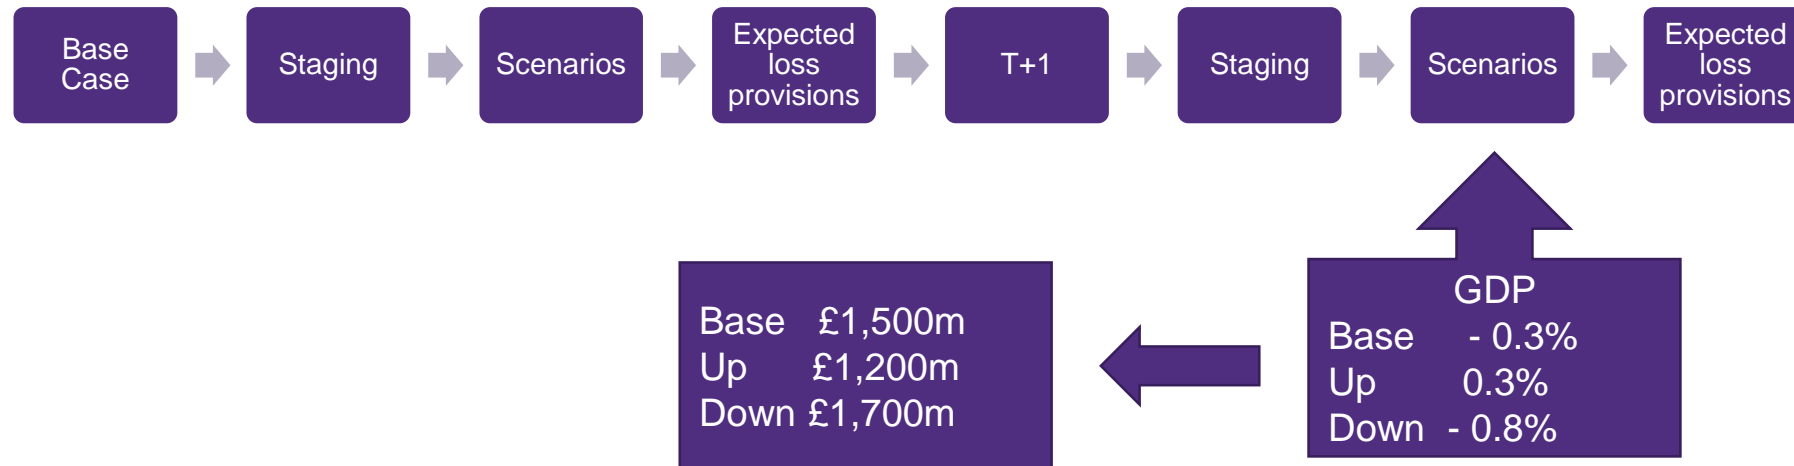 Base
Case
Staging
Scenarios
Expected
loss
provisions
T+1
Staging
Scenarios
Expected
loss
provisions
Base £1,500m
Up £1,200m
Down £1,700m
GDP
Base - 0.3%
Up 0.3%
Down - 0.8%